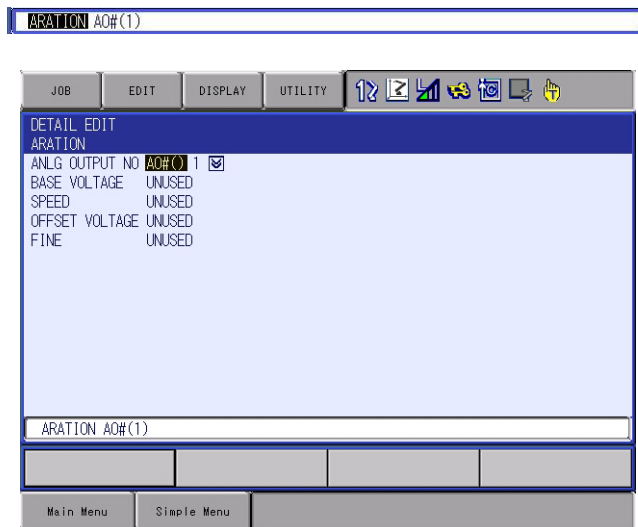 ARATION AO#(1)
JOB EDIT DISPLAY UTILITY
DETAIL EDIT
ARATION
ANLG OUTPUT NO AO#() 1
BASE VOLTAGE UNUSED
SPEED UNUSED
OFFSET VOLTAGE UNUSED
FINE UNUSED
ARATION AO#(1)
Main Menu Simple Menu